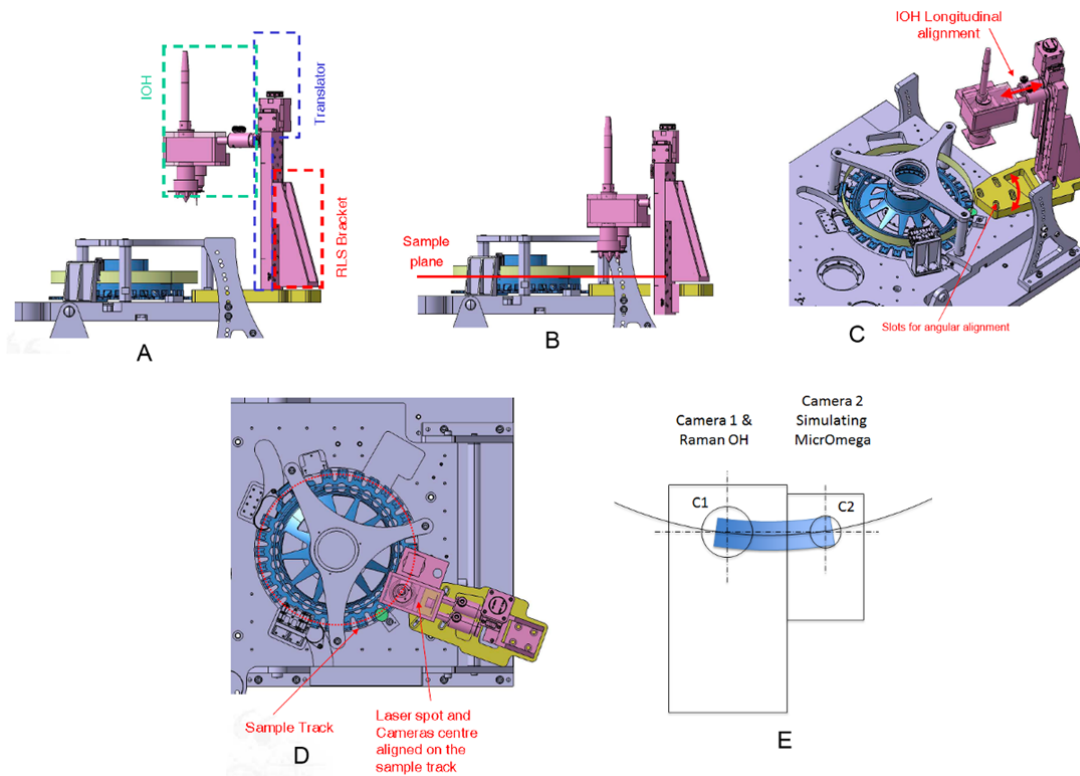 IOH
Translator
RLS Bracket
A
Sample
plane
B
IOH Longitudinal
alignment
Slots for angular alignment
C
Sample Track
Laser spot and
Cameras centre
aligned on the
sample track
D
Camera 1 &
Raman OH
Camera 2
Simulating
MicrOmega
C1
C2
E